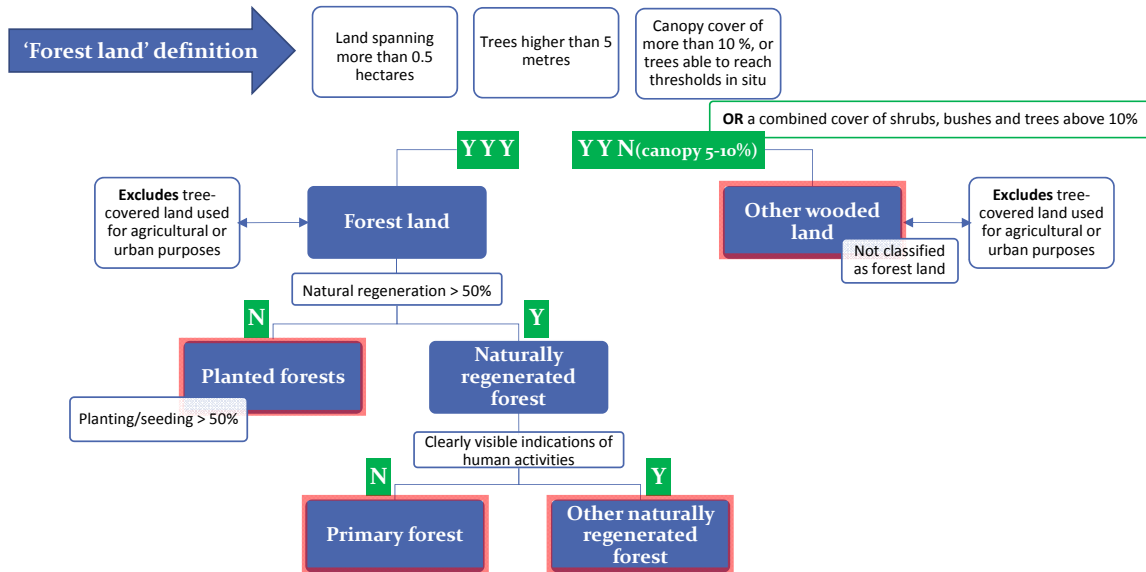 ‘Forest land’ definition
Land spanning
more than 0.5
hectares
Trees higher than 5
metres
Canopy cover of
more than 10 %, or
trees able to reach
thresholds in situ
OR a combined cover of shrubs, bushes and trees above 10%
Y Y Y
Y Y N(canopy 5-10%)
Excludes tree-
covered land used
for agricultural or
urban purposes
Forest land
Other wooded
land
Not classified
as forest land
Excludes tree-
covered land used
for agricultural or
urban purposes
Natural regeneration > 50%
N
Y
Planted forests
Planting/seeding > 50%
Naturally
regenerated
forest
Clearly visible indications of
human activities
N
Y
Primary forest
Other naturally
regenerated
forest